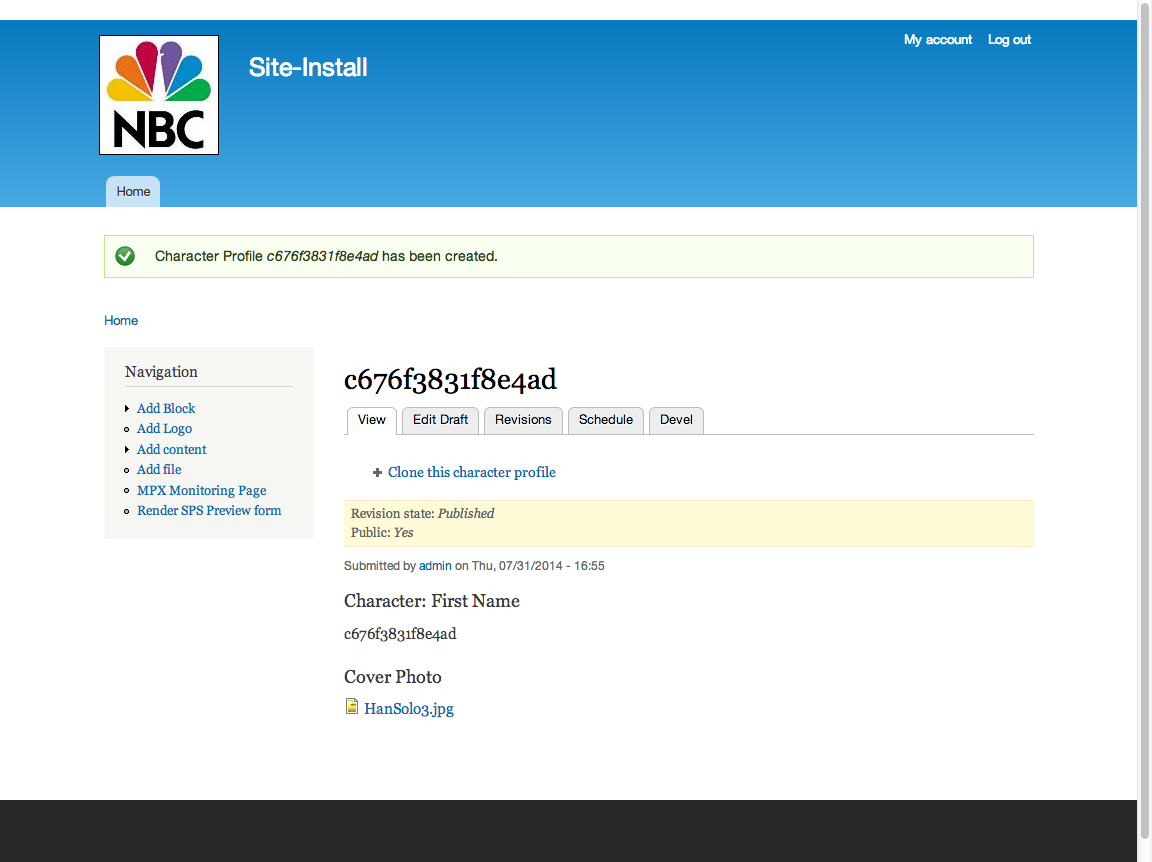 My account Log out
Site-Install
NBC
Home
Character Profile c676f3831f8e4ad has been created.
Home
Navigation
Add Block
Add Logo
Add content
Add file
MPX Monitoring Page
Render SPS Preview form
c676f3831f8e4ad
View Edit Draft Revisions Schedule Devel
Clone this character profile
Revision state: Published
Public: Yes
Submitted by admin on Thu, 07/31/2014 - 16:55
Character: First Name
c676f3831f8e4ad
Cover Photo
HanSolo3.jpg